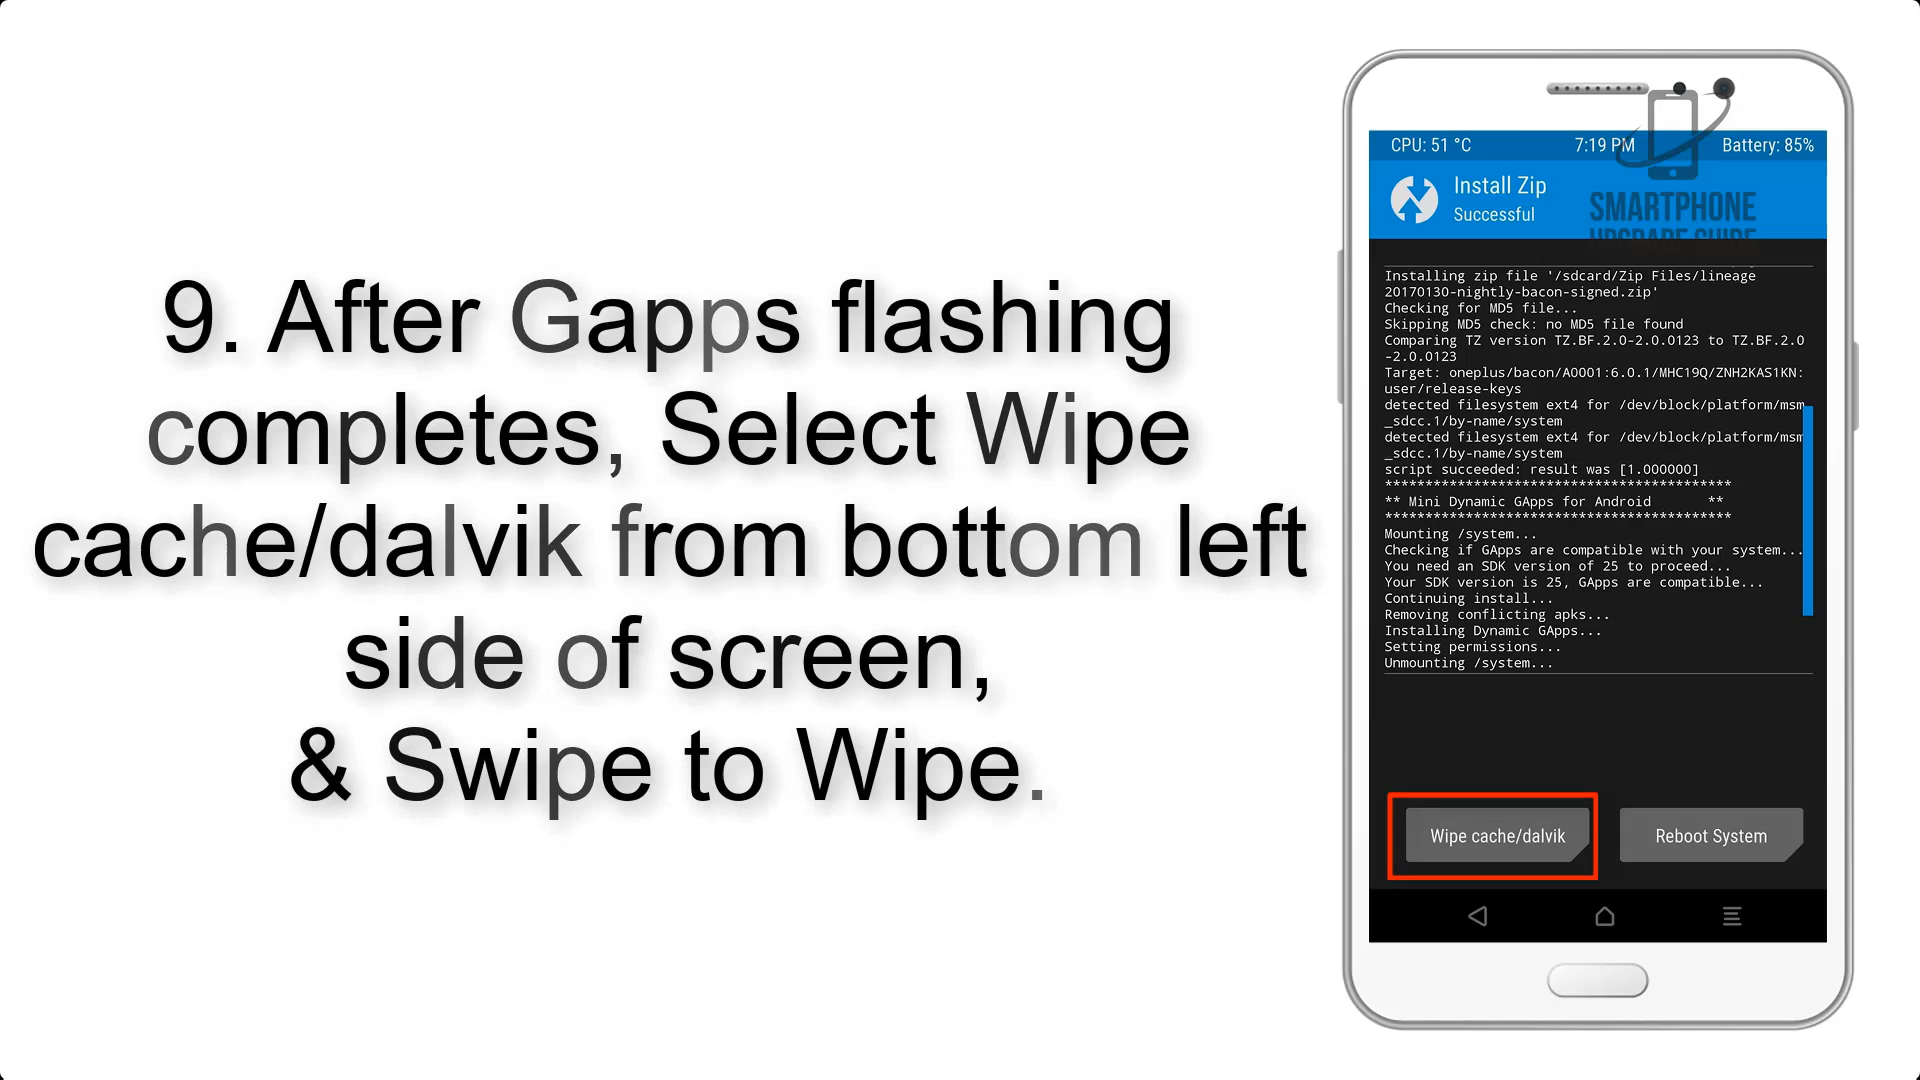 9. After Gapps flashing
completes, Select Wipe
cache/dalvik from bottom left
side of screen,
& Swipe to Wipe.
CPU: 51 °C 7:19 PM Battery: 85%
Install Zip
Successful
SMARTPHONE
UPGRADE GUIDE
Installing zip file '/sdcard/Zip Files/lineage
20170130-nightly-bacon-signed.zip'
Checking for MD5 file...
Skipping MD5 check: no MD5 file found
Comparing TZ version TZ.BF.2.0-2.0.0123 to TZ.BF.2.0
-2.0.0123
Target: oneplus/bacon/A0001:6.0.1/MHC19Q/ZNH2KAS1KN:
user/release-keys
detected filesystem ext4 for /dev/block/platform/msm
_sdcc.1/by-name/system
detected filesystem ext4 for /dev/block/platform/msm
_sdcc.1/by-name/system
script succeeded: result was [1.000000]
*******************************************
** Mini Dynamic GApps for Android       **
*******************************************
Mounting /system...
Checking if GApps are compatible with your system...
You need an SDK version of 25 to proceed...
Your SDK version is 25, GApps are compatible...
Continuing install...
Removing conflicting apks...
Installing Dynamic GApps...
Setting permissions...
Unmounting /system...
Wipe cache/dalvik
Reboot System